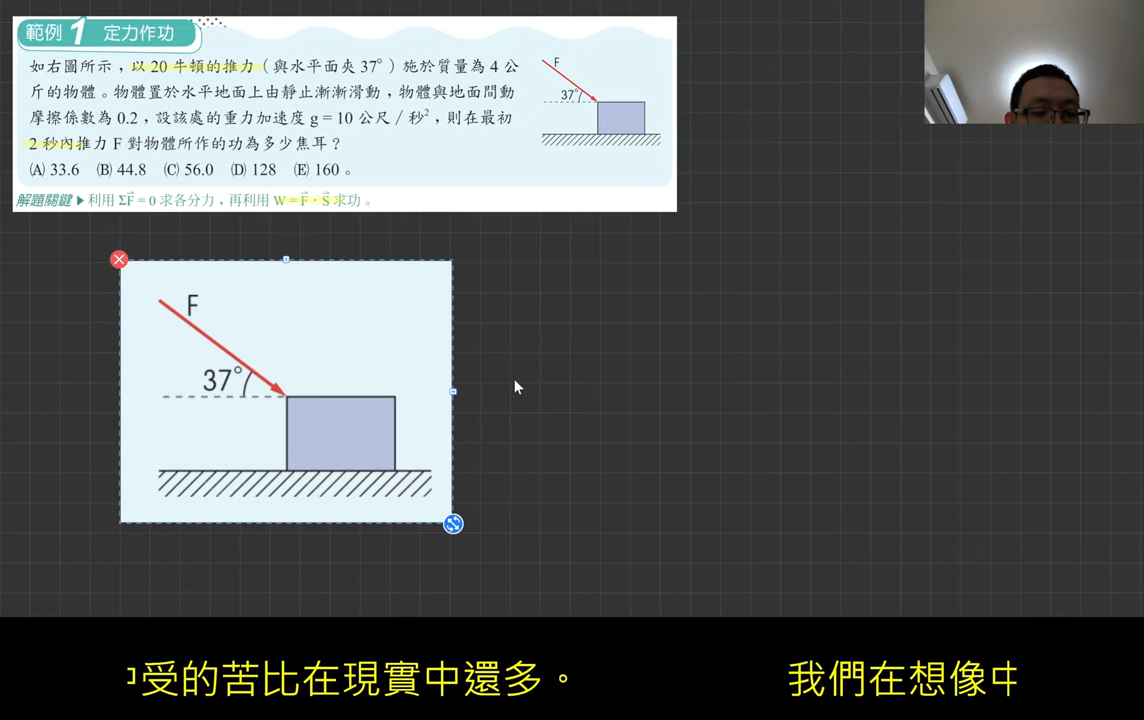 範例 1 定力作功
如右圖所示，以 20 牛頓的推力（與水平面夾 37°）施於質量為 4 公
斤的物體。物體置於水平地面上由靜止漸漸滑動，物體與地面間動
摩擦係數為 0.2，設該處的重力加速度 g = 10 公尺／秒²，則在最初
2 秒內推力 F 對物體所作的功為多少焦耳？
(A) 33.6 (B) 44.8 (C) 56.0 (D) 128 (E) 160。
解題關鍵 ▶ 利用 ΣF⃗ = 0 求各分力，再利用 W = F⃗ · S⃗ 求功。
F
37°
F
37°
受的苦比在現實中還多。 我們在想像中